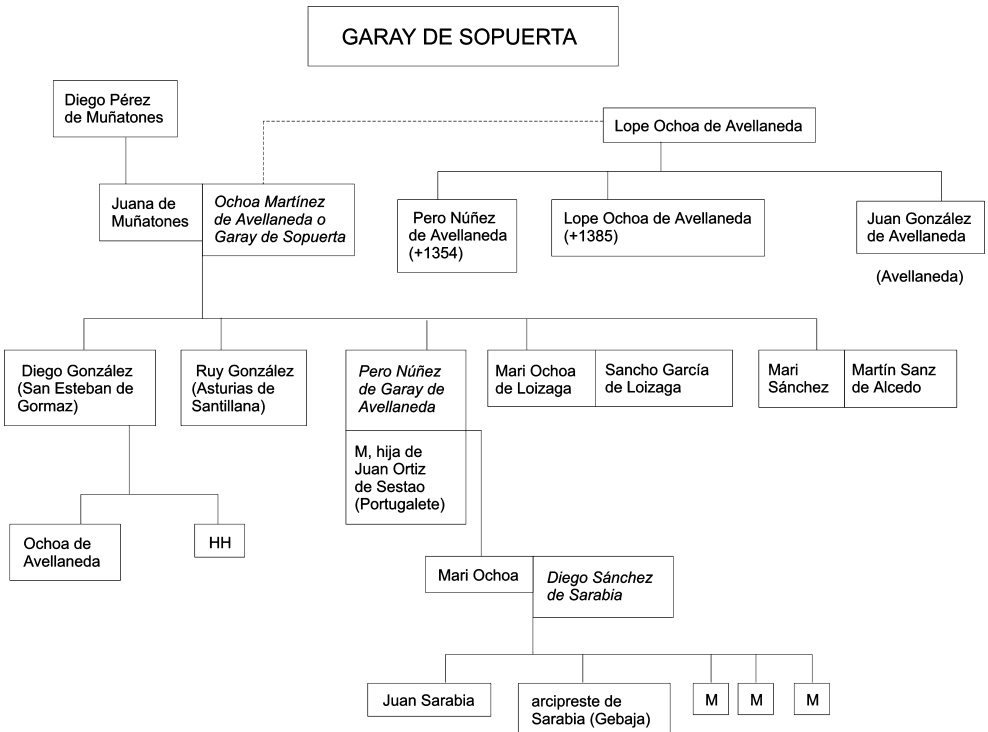 GARAY DE SOPUERTA
Diego Pérez
de Muñatones
Lope Ochoa de Avellaneda
Juana de
Muñatones
Ochoa Martínez
de Avellaneda o
Garay de Sopuerta
Pero Núñez
de Avellaneda
(+1354)
Lope Ochoa de Avellaneda
(+1385)
Juan González
de Avellaneda
(Avellaneda)
Diego González
(San Esteban de
Gormaz)
Ruy González
(Asturias de
Santillana)
Pero Núñez
de Garay de
Avellaneda
Mari Ochoa
de Loizaga
Sancho García
de Loizaga
Mari
Sánchez
Martín Sanz
de Alcedo
M, hija de
Juan Ortiz
de Sestao
(Portugalete)
Ochoa de
Avellaneda
HH
Mari Ochoa
Diego Sánchez
de Sarabia
Juan Sarabia
arcipreste de
Sarabia (Gebaja)
M
M
M